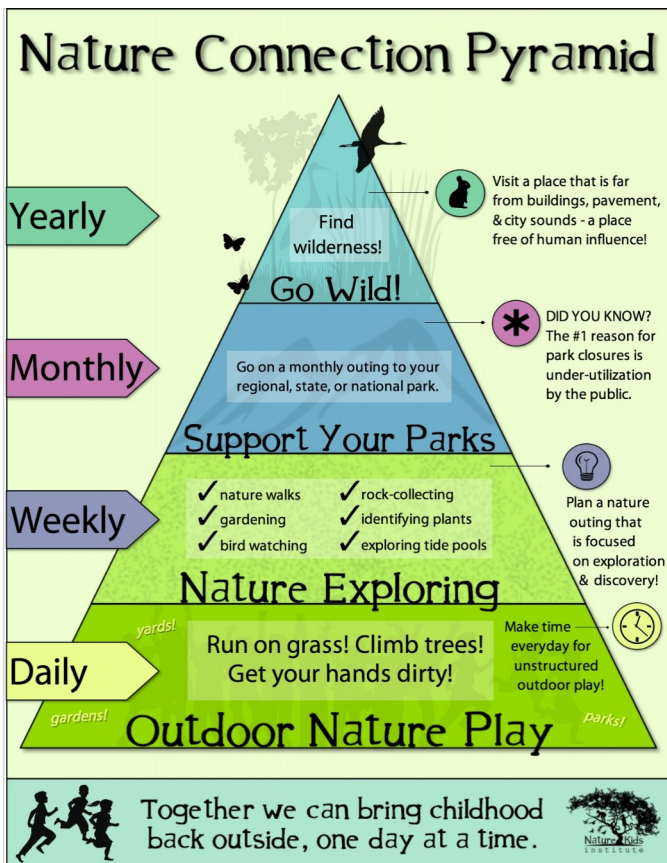 Nature Connection Pyramid
Yearly
Find
wilderness!
Go Wild!
Visit a place that is far
from buildings, pavement,
& city sounds - a place
free of human influence!
Monthly
Go on a monthly outing to your
regional, state, or national park.
Support Your Parks
DID YOU KNOW?
The #1 reason for
park closures is
under-utilization
by the public.
Weekly
✓ nature walks
✓ gardening
✓ bird watching
✓ rock-collecting
✓ identifying plants
✓ exploring tide pools
Nature Exploring
Plan a nature
outing that
is focused
on exploration
& discovery!
Daily
yards!
Run on grass! Climb trees!
Get your hands dirty!
gardens!
parks!
Outdoor Nature Play
Make time
everyday for
unstructured
outdoor play!
Together we can bring childhood
back outside, one day at a time.
Nature Kids
Institute